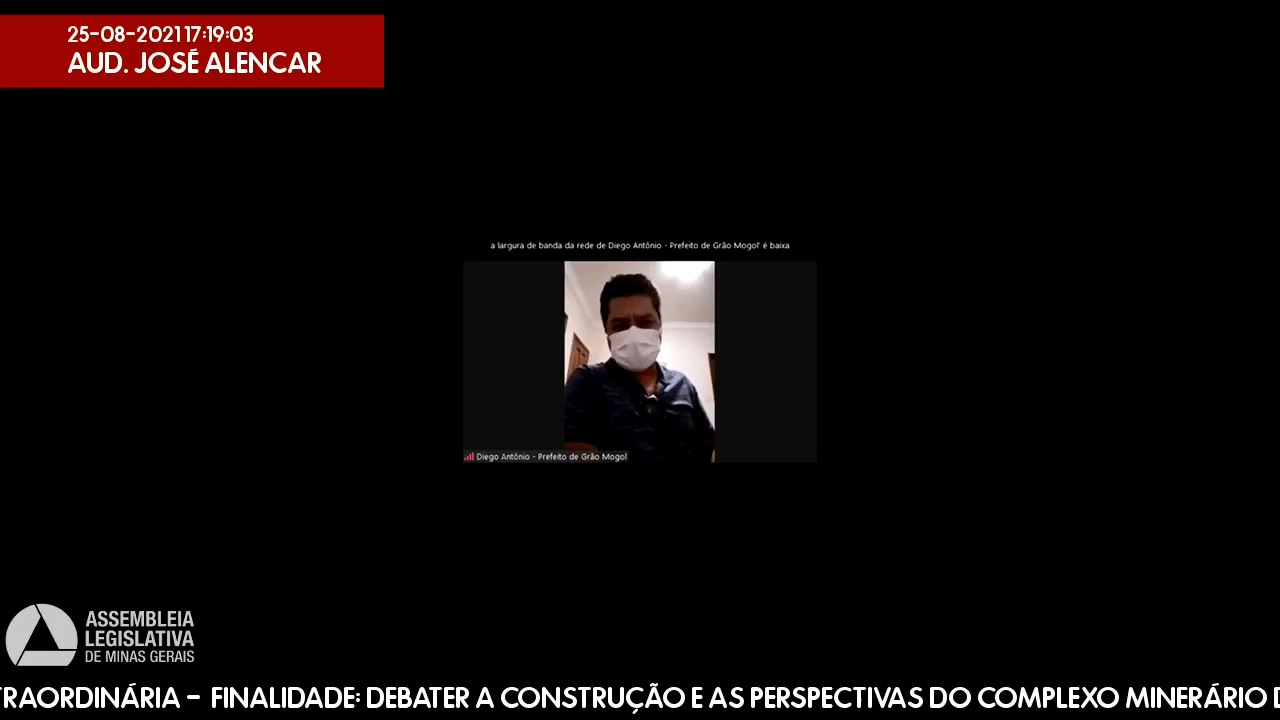 25-08-2021 17:19:03
AUD. JOSÉ ALENCAR
a largura de banda da rede de Diego Antônio - Prefeito de Grão Mogol' é baixa
Diego Antônio - Prefeito de Grão Mogol
ASSEMBLEIA
LEGISLATIVA
DE MINAS GERAIS
TRAORDINÁRIA - FINALIDADE: DEBATER A CONSTRUÇÃO E AS PERSPECTIVAS DO COMPLEXO MINERÁRIO D